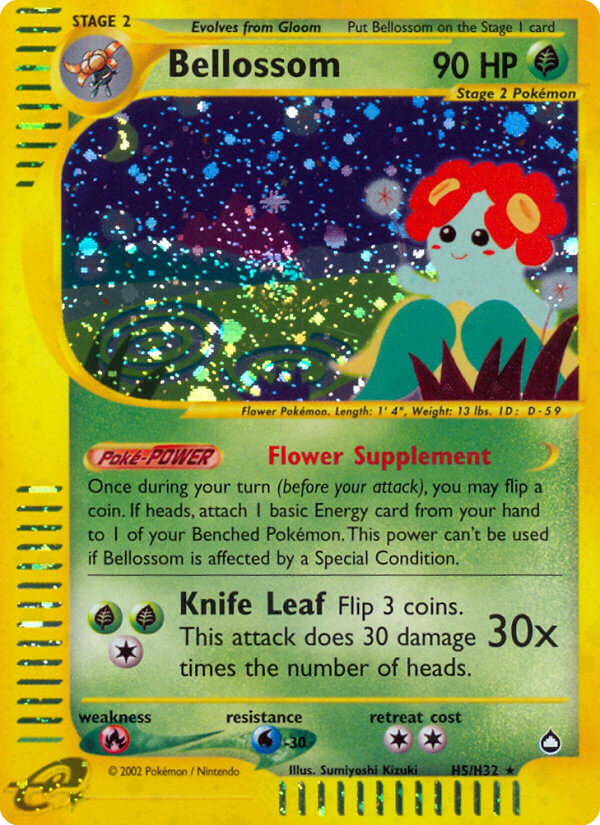 STAGE 2
Evolves from Gloom Put Bellossom on the Stage 1 card
Bellossom 90 HP
Stage 2 Pokémon
Flower Pokémon. Length: 1' 4", Weight: 13 lbs. ID: D-59
Poké-POWER Flower Supplement
Once during your turn (before your attack), you may flip a
coin. If heads, attach 1 basic Energy card from your hand
to 1 of your Benched Pokémon. This power can't be used
if Bellossom is affected by a Special Condition.
Knife Leaf Flip 3 coins.
This attack does 30 damage 30x
times the number of heads.
weakness resistance retreat cost
-30
© 2002 Pokémon / Nintendo Illus. Sumiyoshi Kizuki H5/H32 ★
e